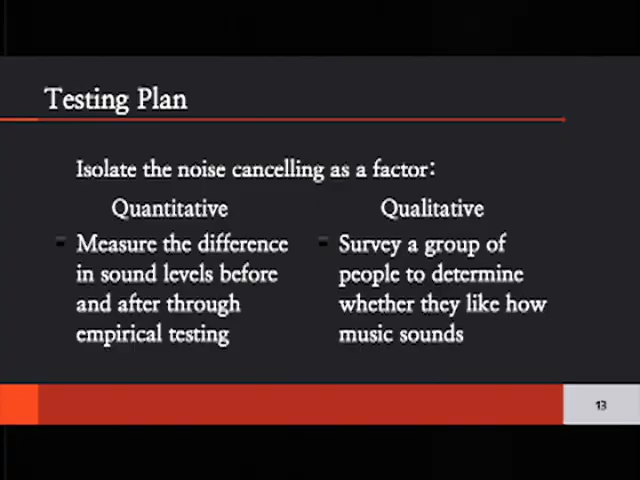 Testing Plan
Isolate the noise cancelling as a factor:
Quantitative
Measure the difference
in sound levels before
and after through
empirical testing
Qualitative
Survey a group of
people to determine
whether they like how
music sounds
13